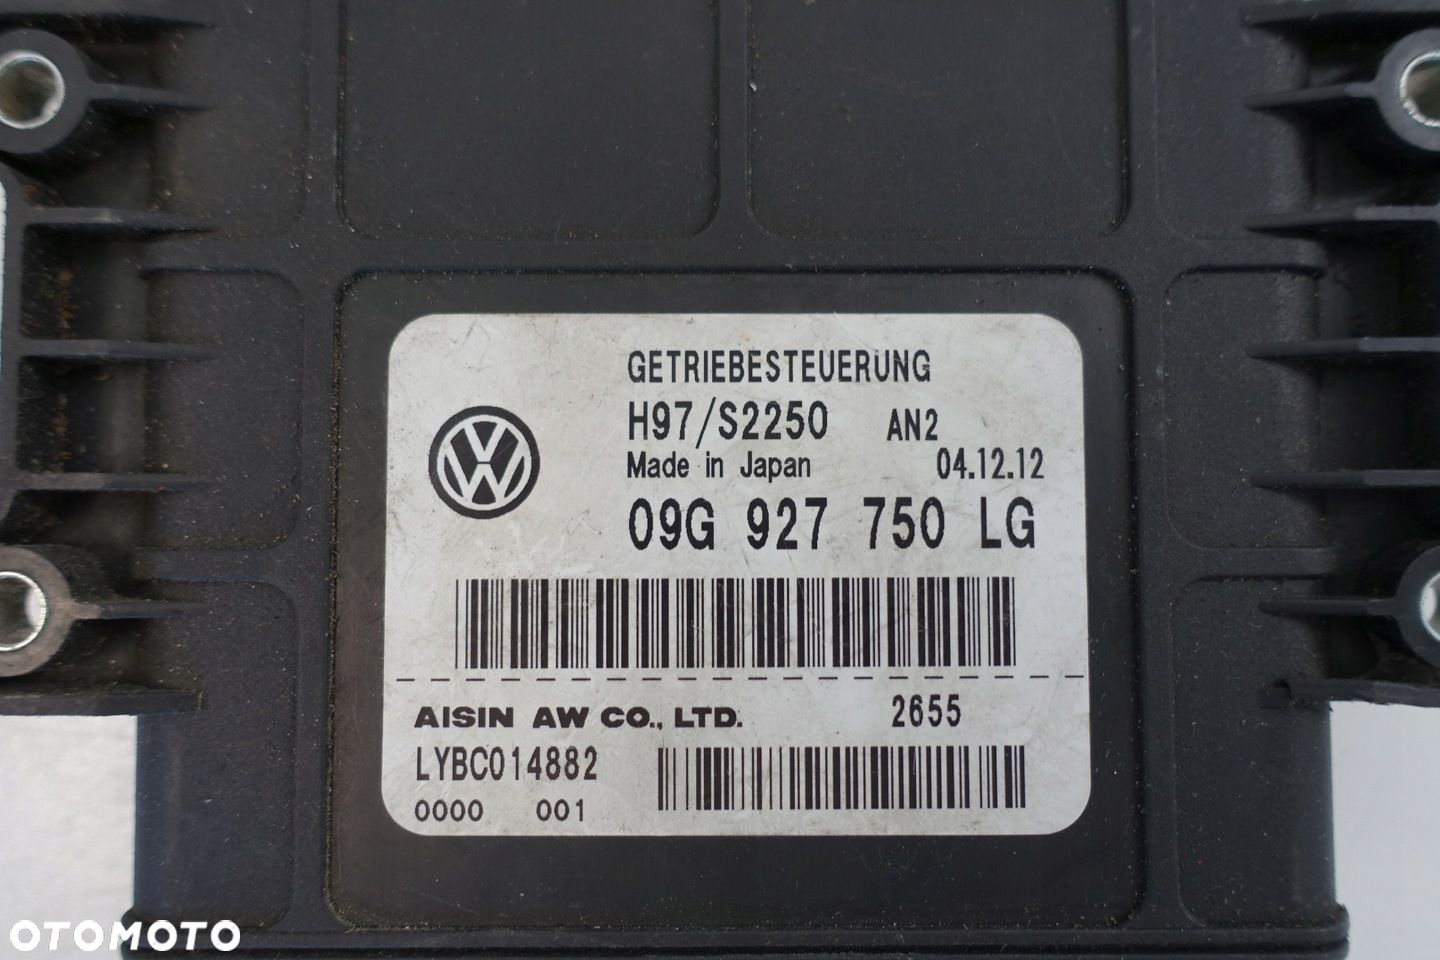 GETRIEBESTEUERUNG
H97/S2250 AN2
Made in Japan 04.12.12
09G 927 750 LG
AISIN AW CO., LTD. 2655
LYBC014882
0000 001
OTOMOTO